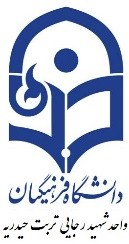 دانشگاه فرهنگیان
واحد شهید رجایی تربت حیدریه